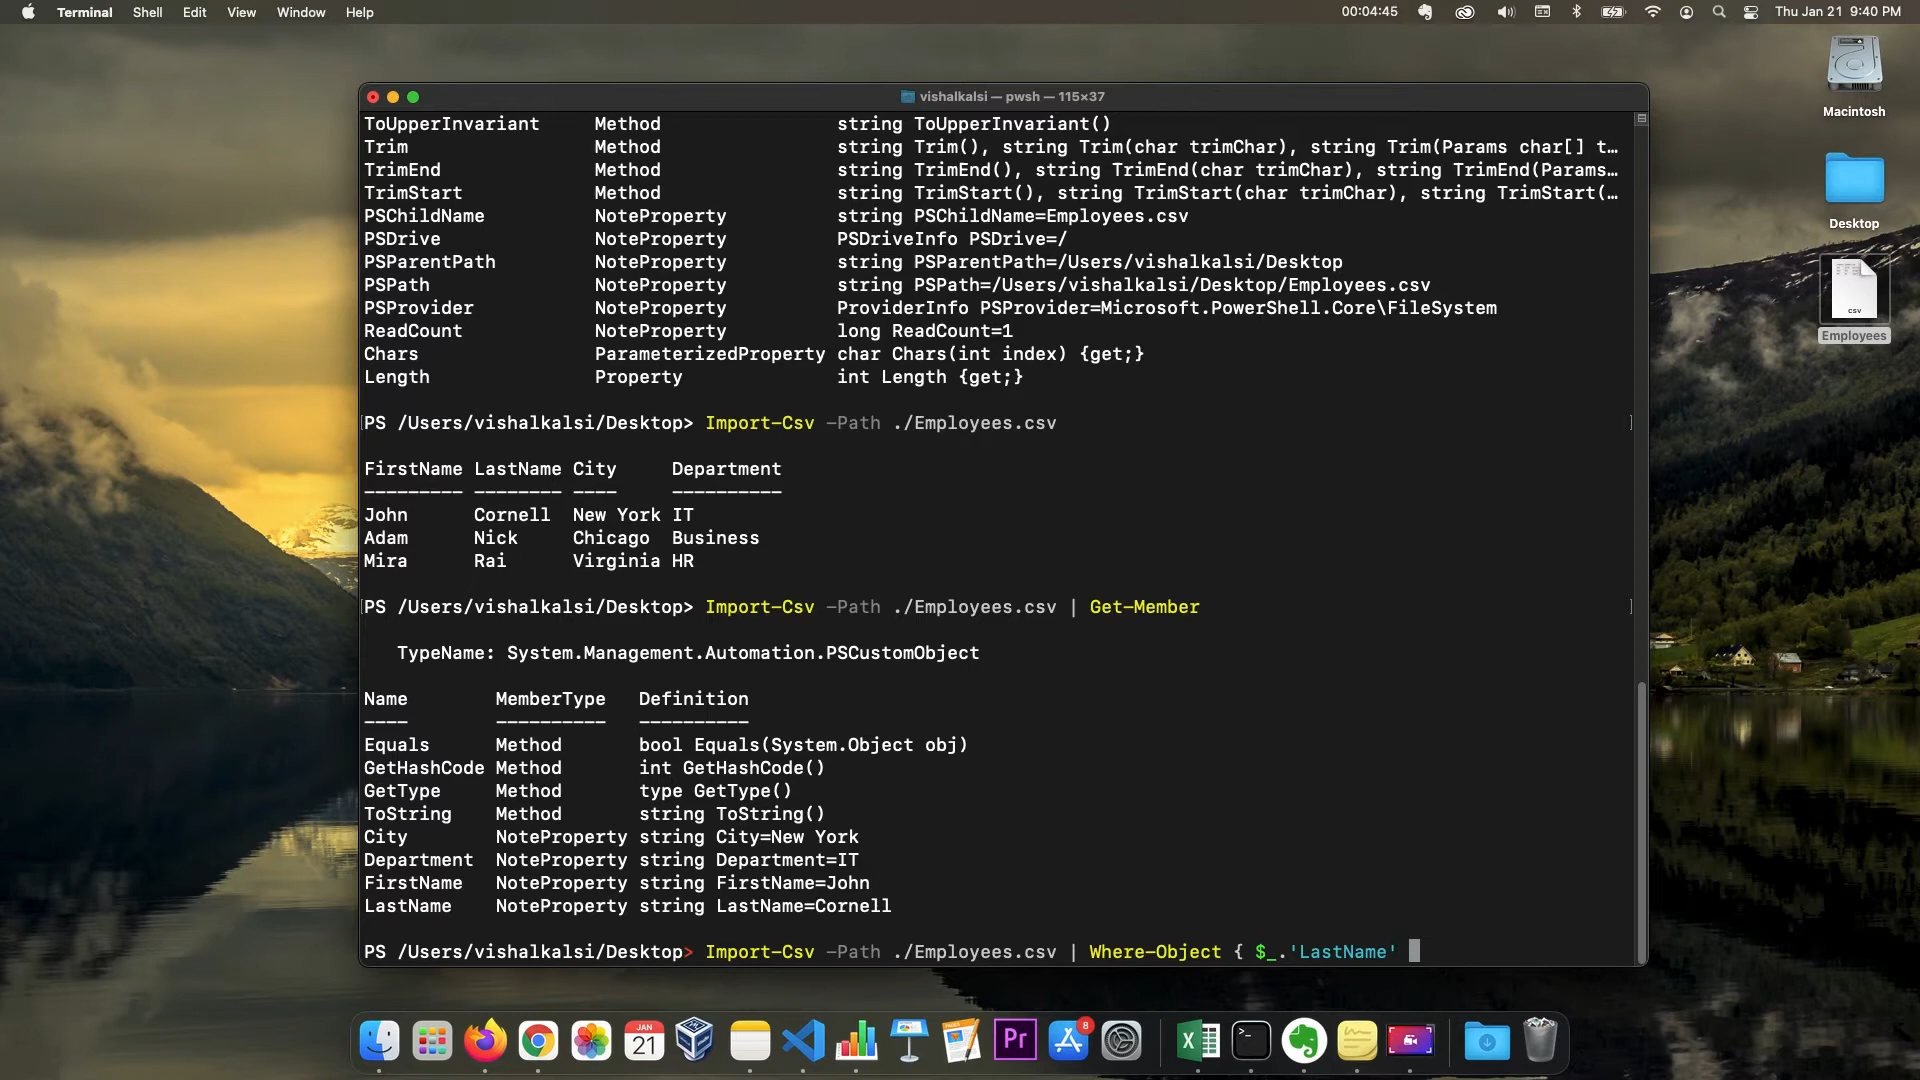 Terminal Shell Edit View Window Help 00:04:45 Thu Jan 21 9:40 PM
Macintosh
Desktop
CSV
Employees
vishalkalsi — pwsh — 115×37
ToUpperInvariant Method string ToUpperInvariant()
Trim Method string Trim(), string Trim(char trimChar), string Trim(Params char[] t…
TrimEnd Method string TrimEnd(), string TrimEnd(char trimChar), string TrimEnd(Params…
TrimStart Method string TrimStart(), string TrimStart(char trimChar), string TrimStart(…
PSChildName NoteProperty string PSChildName=Employees.csv
PSDrive NoteProperty PSDriveInfo PSDrive=/
PSParentPath NoteProperty string PSParentPath=/Users/vishalkalsi/Desktop
PSPath NoteProperty string PSPath=/Users/vishalkalsi/Desktop/Employees.csv
PSProvider NoteProperty ProviderInfo PSProvider=Microsoft.PowerShell.Core\FileSystem
ReadCount NoteProperty long ReadCount=1
Chars ParameterizedProperty char Chars(int index) {get;}
Length Property int Length {get;}
[PS /Users/vishalkalsi/Desktop> Import-Csv -Path ./Employees.csv ]
FirstName LastName City Department
--------- -------- ---- ----------
John Cornell New York IT
Adam Nick Chicago Business
Mira Rai Virginia HR
[PS /Users/vishalkalsi/Desktop> Import-Csv -Path ./Employees.csv | Get-Member ]
TypeName: System.Management.Automation.PSCustomObject
Name MemberType Definition
---- ---------- ----------
Equals Method bool Equals(System.Object obj)
GetHashCode Method int GetHashCode()
GetType Method type GetType()
ToString Method string ToString()
City NoteProperty string City=New York
Department NoteProperty string Department=IT
FirstName NoteProperty string FirstName=John
LastName NoteProperty string LastName=Cornell
PS /Users/vishalkalsi/Desktop> Import-Csv -Path ./Employees.csv | Where-Object { $_.'LastName'
JAN
21
PAGES
Pr
8
X
>_